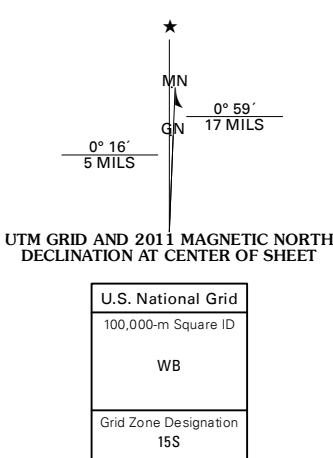 ★
MN
GN
0° 59´
17 MILS
0° 16´
5 MILS
UTM GRID AND 2011 MAGNETIC NORTH
DECLINATION AT CENTER OF SHEET
U.S. National Grid
100,000-m Square ID
WB
Grid Zone Designation
15S